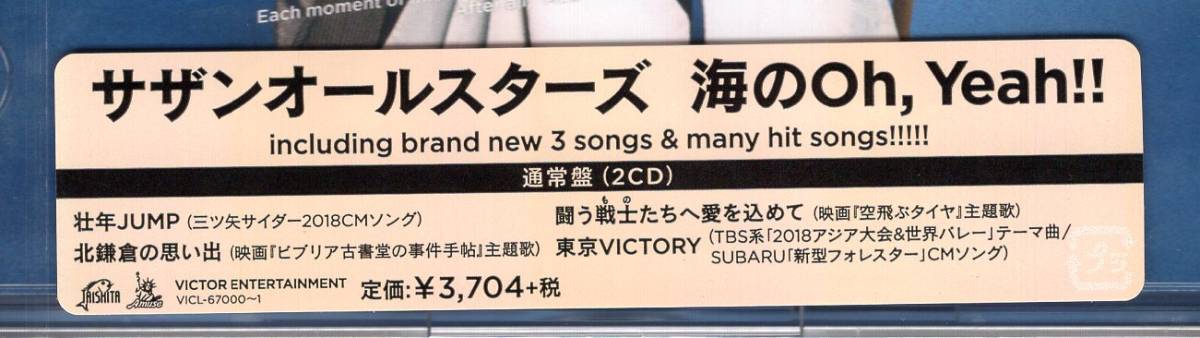 Each moment of
After all
サザンオールスターズ 海のOh, Yeah!!
including brand new 3 songs & many hit songs!!!!!
通常盤(2CD)
壮年JUMP(三ツ矢サイダー2018CMソング)
北鎌倉の思い出(映画『ビブリア古書堂の事件手帖』主題歌)
もの
闘う戦士たちへ愛を込めて(映画『空飛ぶタイヤ』主題歌)
東京VICTORY(TBS系「2018アジア大会&世界バレー」テーマ曲/
SUBARU「新型フォレスター」CMソング)
TAISHITA
Amuse
VICTOR ENTERTAINMENT
VICL-67000~1
定価:¥3,704+税